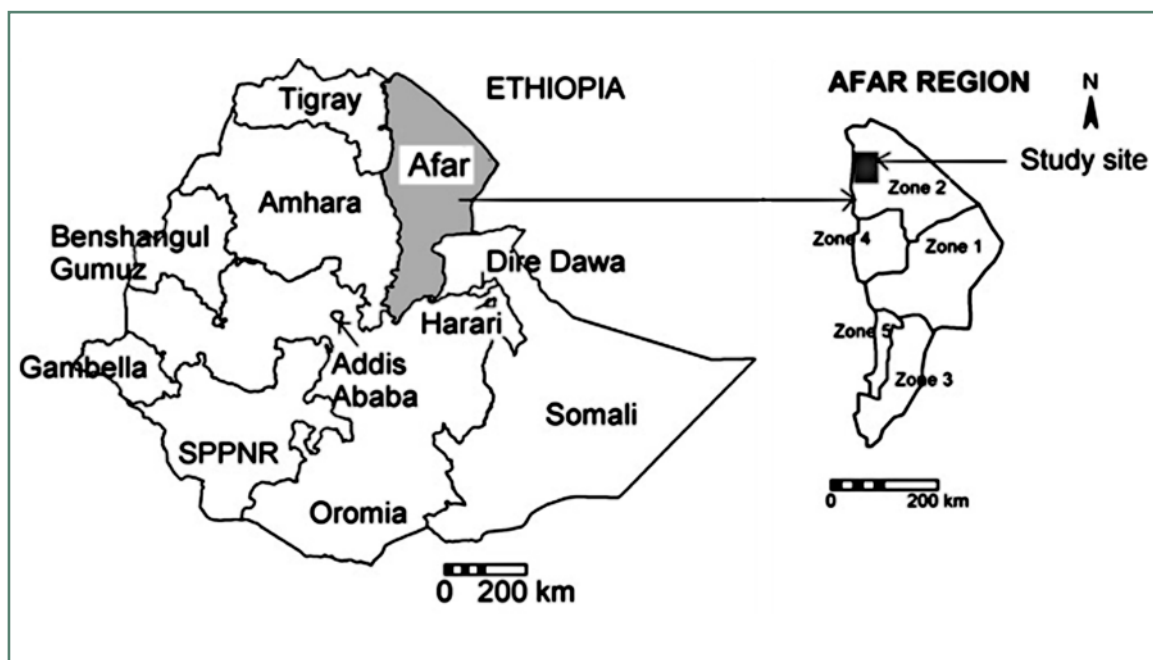 ETHIOPIA
Tigray
Afar
Amhara
Benshangul
Gumuz
Dire Dawa
Harari
Gambella
Addis
Ababa
Somali
SPPNR
Oromia
0 200 km
AFAR REGION
N
Study site
Zone 2
Zone 4
Zone 1
Zone 5
Zone 3
0 200 km